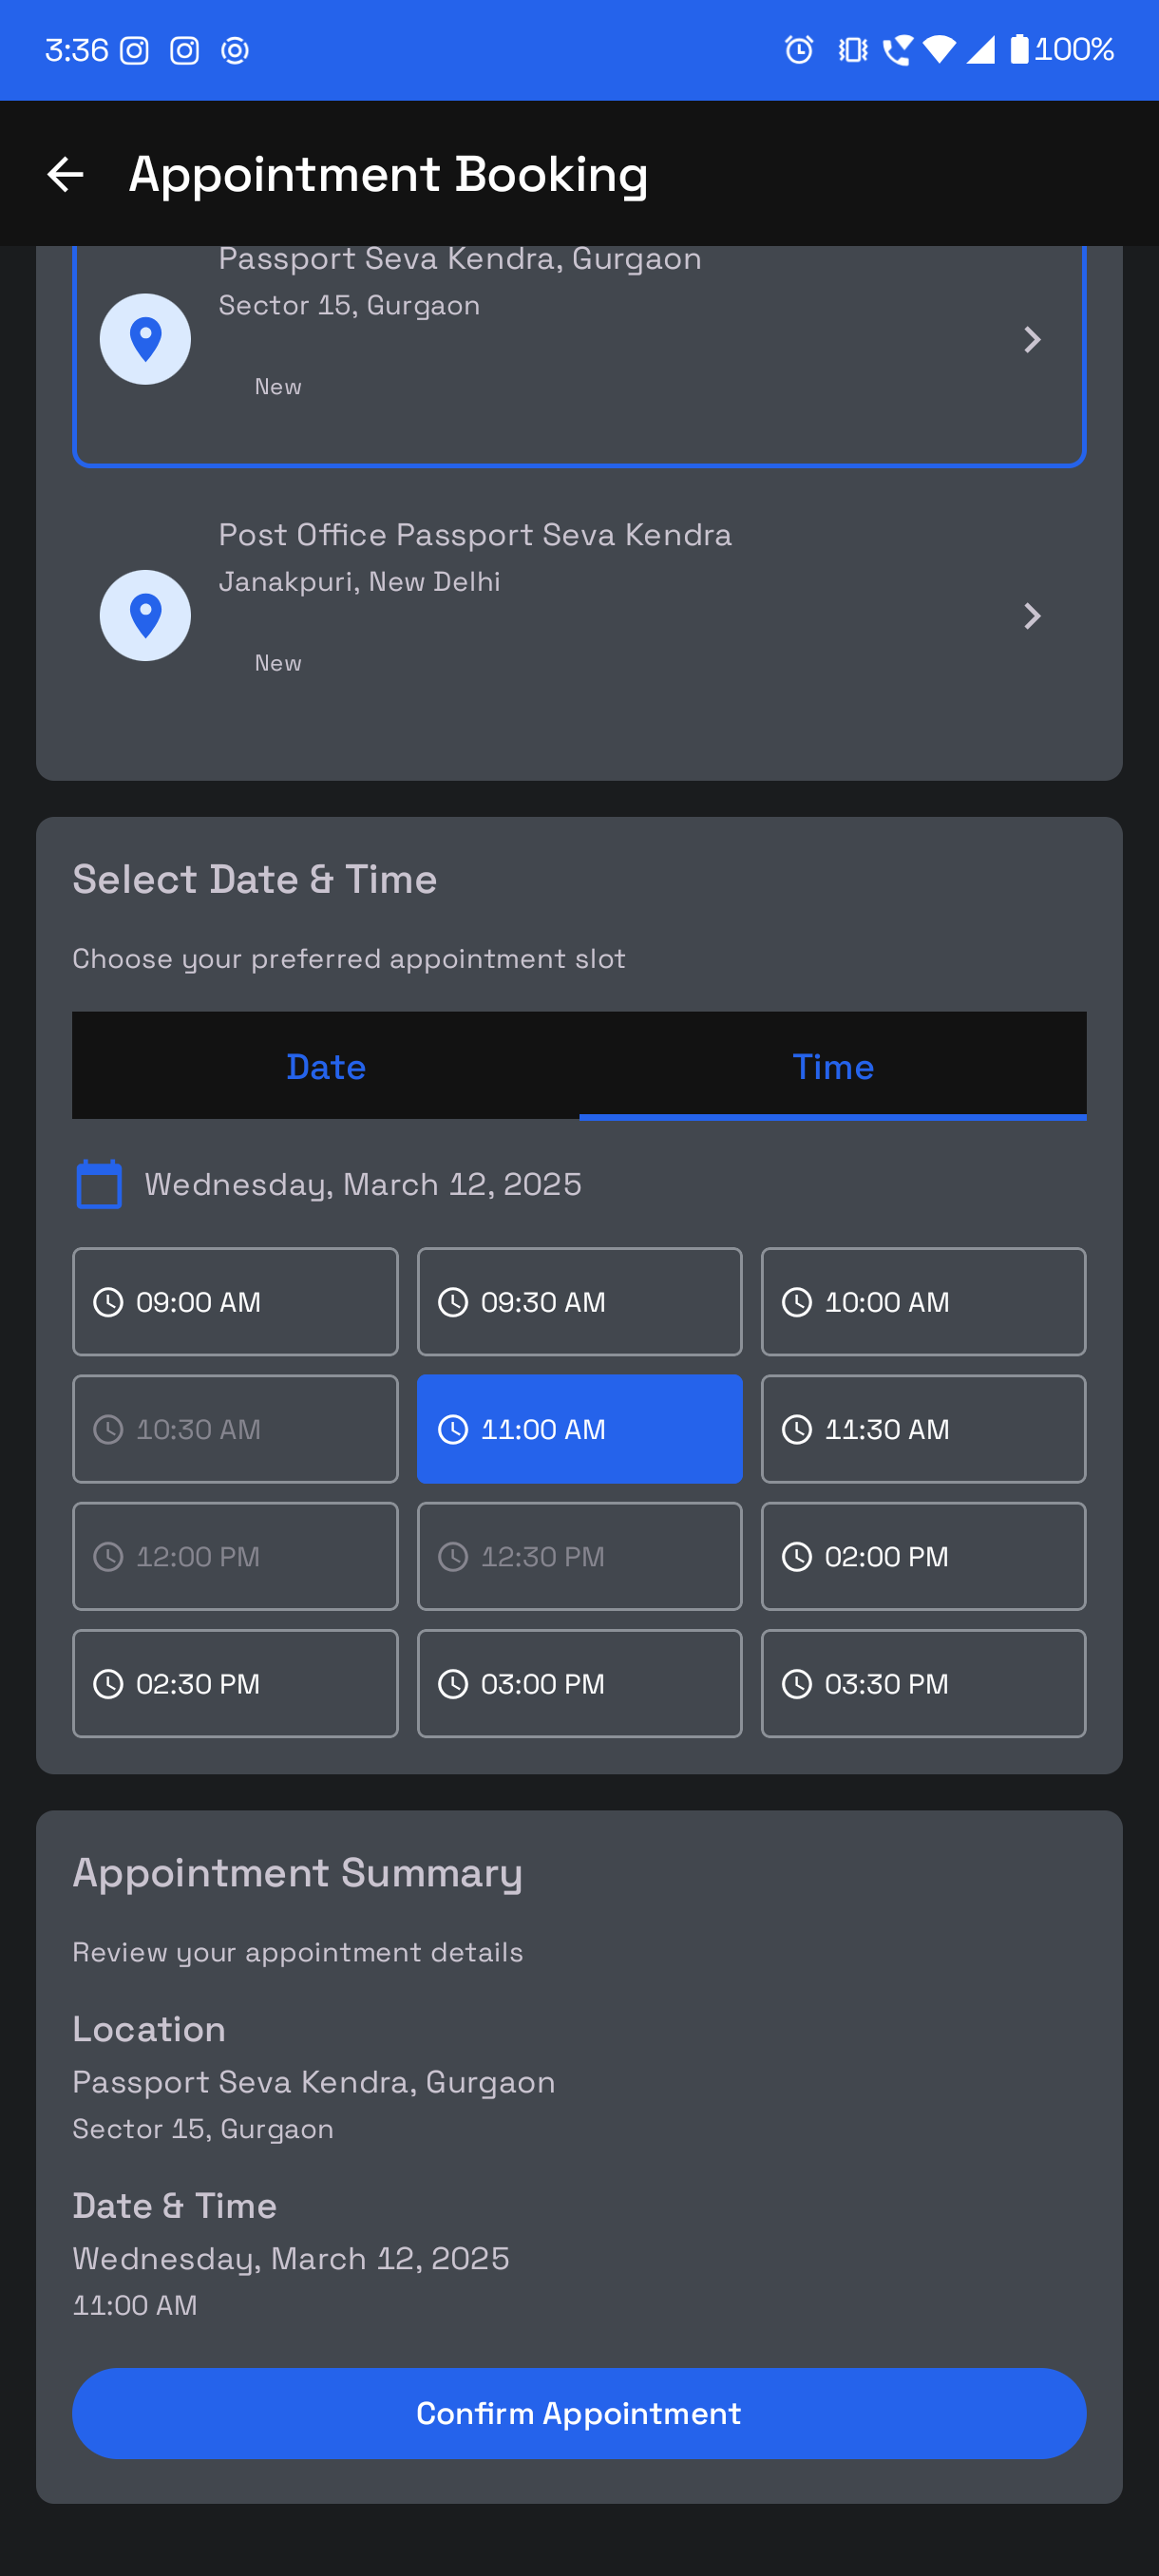 3:36
100%
Appointment Booking
Passport Seva Kendra, Gurgaon
Sector 15, Gurgaon
New
Post Office Passport Seva Kendra
Janakpuri, New Delhi
New
Select Date & Time
Choose your preferred appointment slot
Date Time
Wednesday, March 12, 2025
09:00 AM 09:30 AM 10:00 AM
10:30 AM 11:00 AM 11:30 AM
12:00 PM 12:30 PM 02:00 PM
02:30 PM 03:00 PM 03:30 PM
Appointment Summary
Review your appointment details
Location
Passport Seva Kendra, Gurgaon
Sector 15, Gurgaon
Date & Time
Wednesday, March 12, 2025
11:00 AM
Confirm Appointment